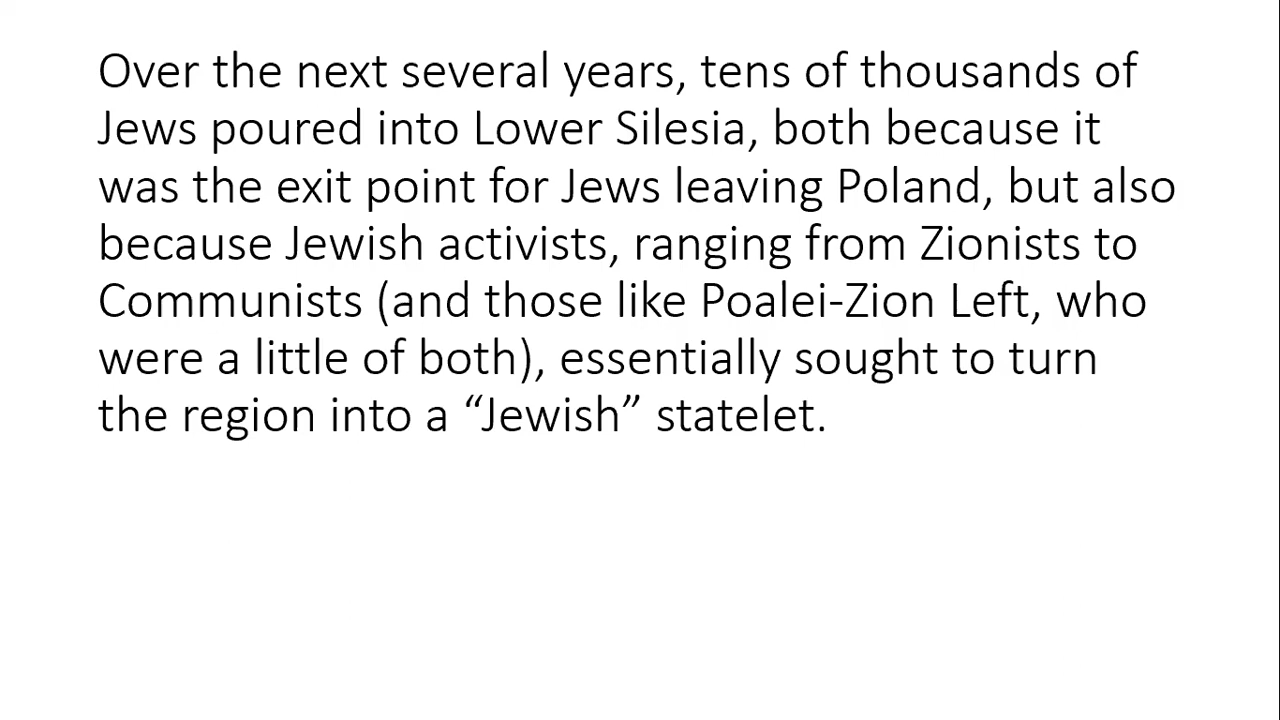 Over the next several years, tens of thousands of
Jews poured into Lower Silesia, both because it
was the exit point for Jews leaving Poland, but also
because Jewish activists, ranging from Zionists to
Communists (and those like Poalei-Zion Left, who
were a little of both), essentially sought to turn
the region into a “Jewish” statelet.